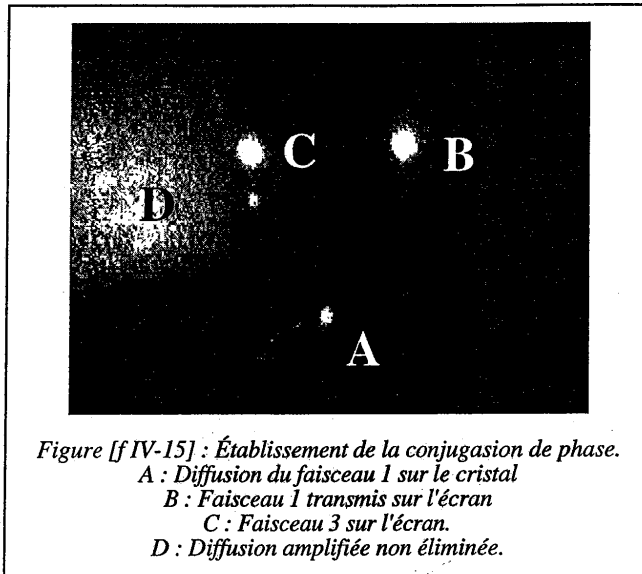 C
B
D
A
Figure [f IV-15] : Établissement de la conjugasion de phase.
A : Diffusion du faisceau 1 sur le cristal
B : Faisceau 1 transmis sur l'écran
C : Faisceau 3 sur l'écran.
D : Diffusion amplifiée non éliminée.